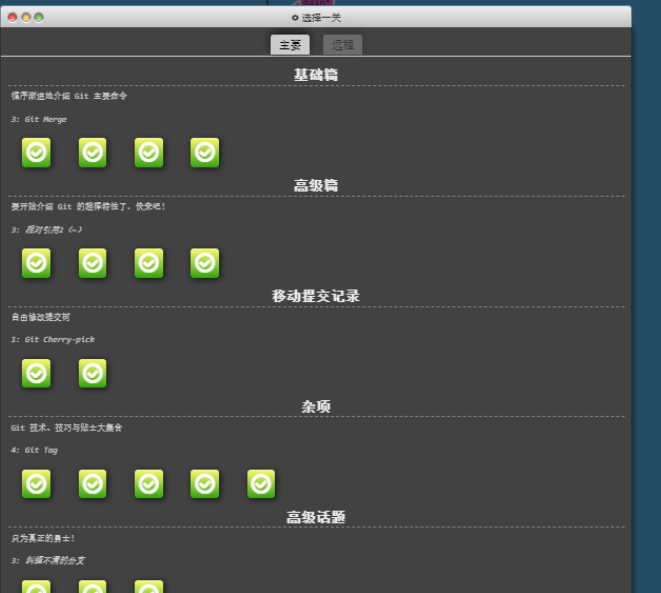 main*
选择一关
主要 远程
基础篇
循序渐进地介绍 Git 主要命令
3: Git Merge
高级篇
要开始介绍 Git 的超棒特性了，快来吧！
3: 相对引用2（~）
移动提交记录
自由修改提交树
1: Git Cherry-pick
杂项
Git 技术、技巧与贴士大集合
4: Git Tag
高级话题
只为真正的勇士！
3: 纠缠不清的分支